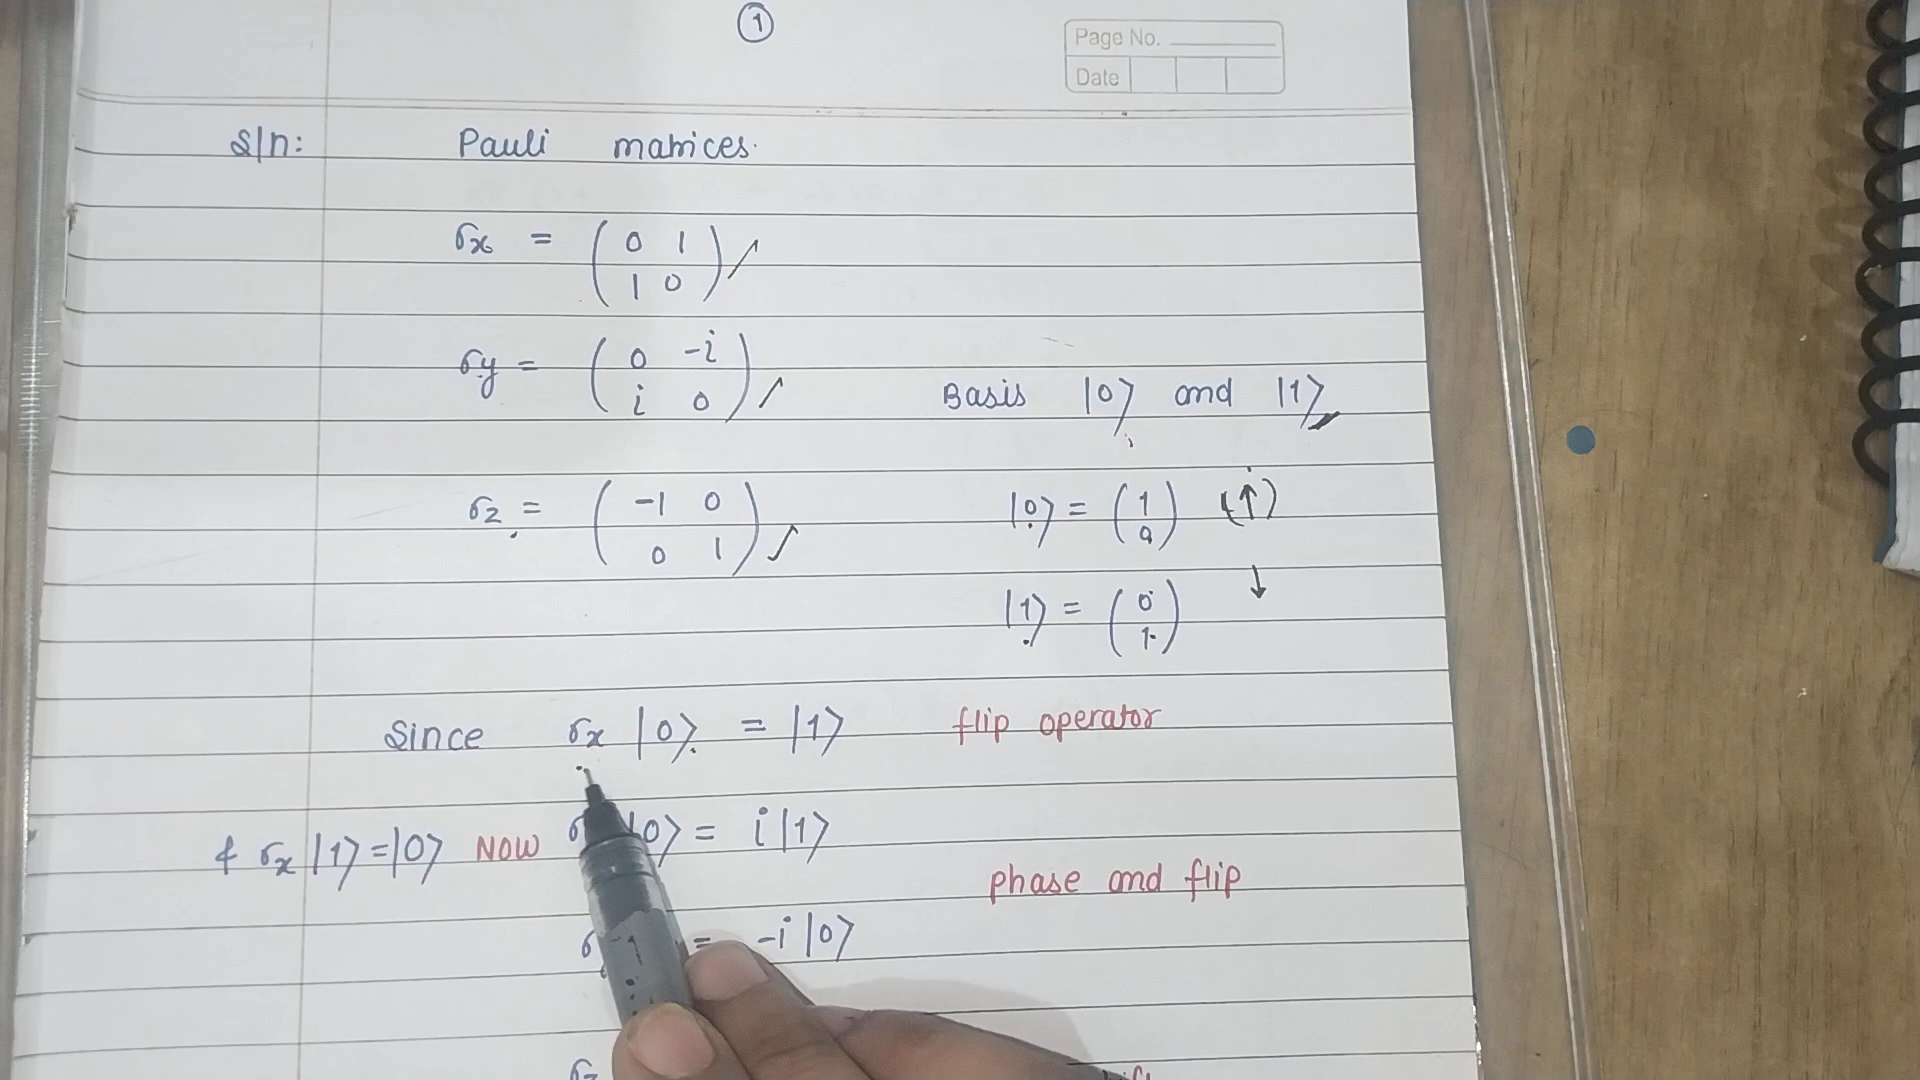 1
Page No.
Date
S/n: Pauli matrices.
σx = ( 0 1
1 0 )
σy = ( 0 -i
i 0 )
Basis |0⟩ and |1⟩
σz = ( -1 0
0 1 )
|0⟩ = ( 1
0 ) (↑)
|1⟩ = ( 0
1 ) ↓
Since σx |0⟩ = |1⟩ flip operator
& σx |1⟩ = |0⟩ NOW |0⟩ = i |1⟩
phase and flip
= -i |0⟩